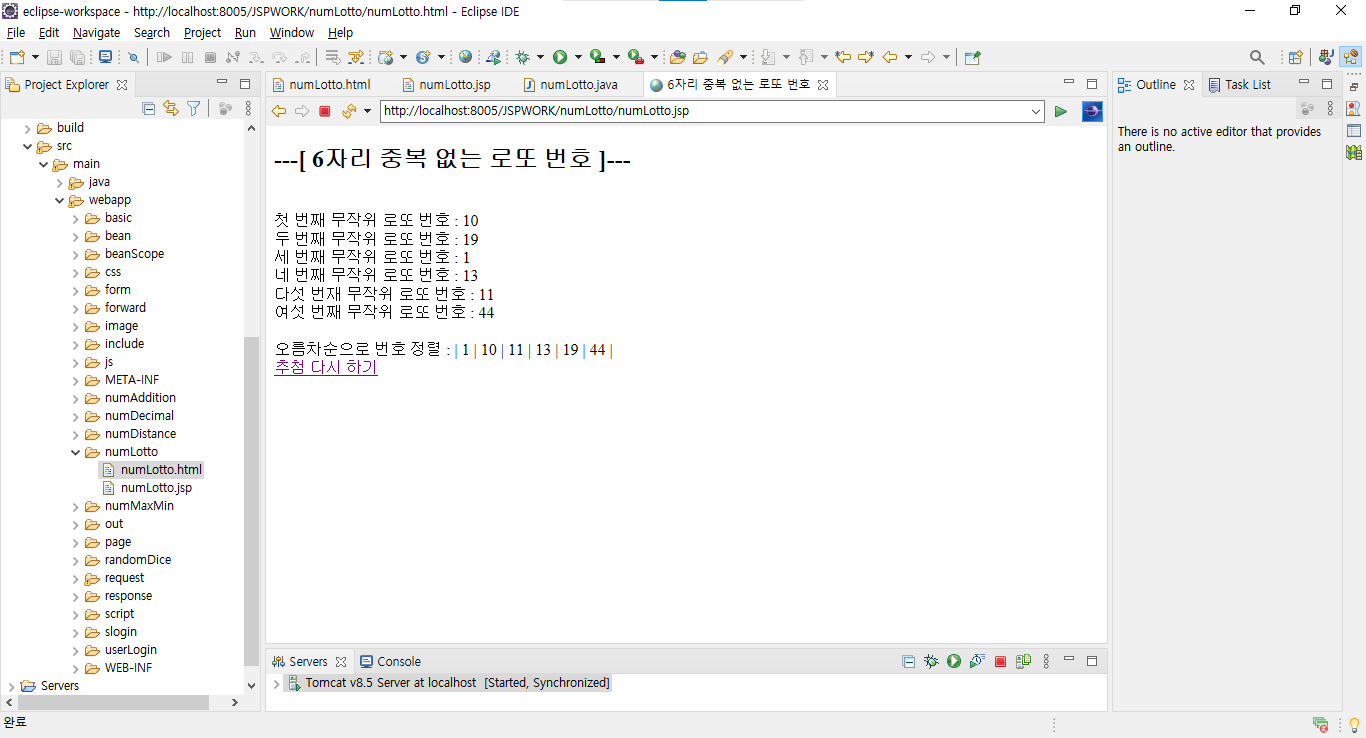 eclipse-workspace - http://localhost:8005/JSPWORK/numLotto/numLotto.html - Eclipse IDE
File Edit Navigate Search Project Run Window Help
Project Explorer
build
src
main
java
webapp
basic
bean
beanScope
css
form
forward
image
include
js
META-INF
numAddition
numDecimal
numDistance
numLotto
numLotto.html
numLotto.jsp
numMaxMin
out
page
randomDice
request
response
script
slogin
userLogin
WEB-INF
Servers
numLotto.html numLotto.jsp numLotto.java 6자리 중복 없는 로또 번호
http://localhost:8005/JSPWORK/numLotto/numLotto.jsp
---[ 6자리 중복 없는 로또 번호 ]---
첫 번째 무작위 로또 번호 : 10
두 번째 무작위 로또 번호 : 19
세 번째 무작위 로또 번호 : 1
네 번째 무작위 로또 번호 : 13
다섯 번재 무작위 로또 번호 : 11
여섯 번째 무작위 로또 번호 : 44
오름차순으로 번호 정렬 : | 1 | 10 | 11 | 13 | 19 | 44 |
추첨 다시 하기
Servers Console
Tomcat v8.5 Server at localhost [Started, Synchronized]
Outline Task List
There is no active editor that provides
an outline.
완료